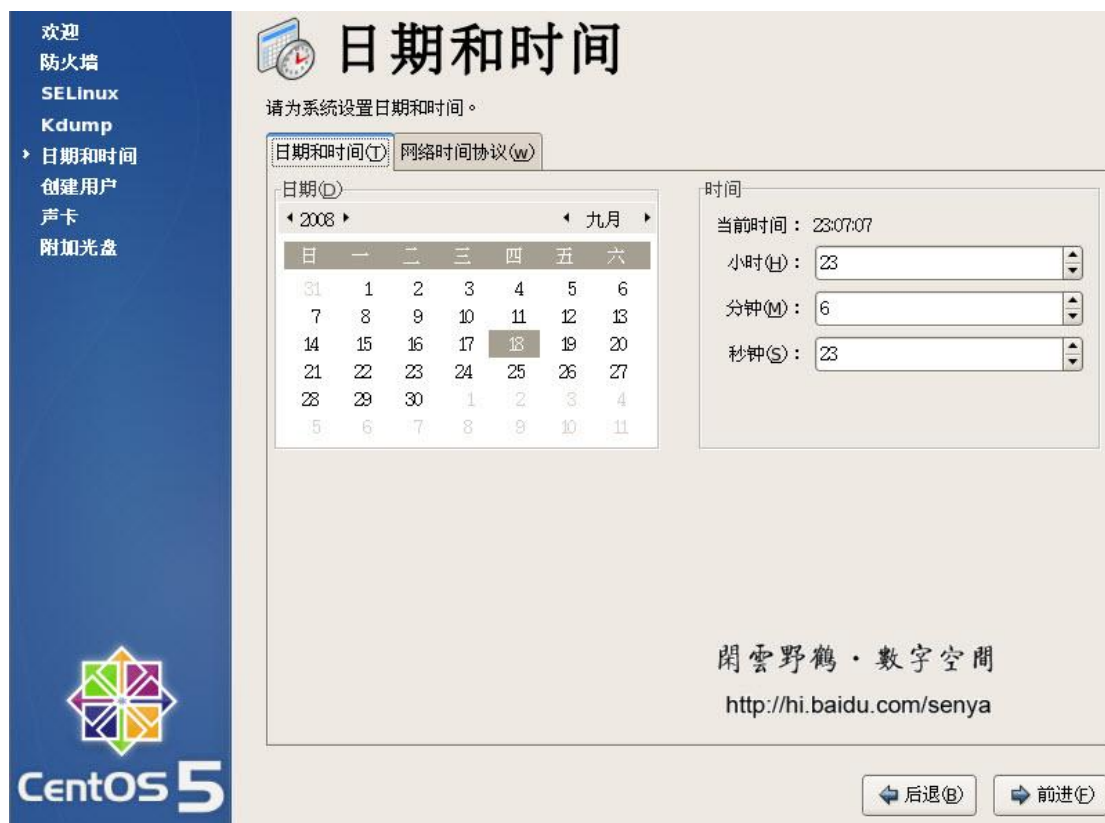 欢迎
防火墙
SELinux
Kdump
日期和时间
创建用户
声卡
附加光盘
日期和时间
请为系统设置日期和时间。
日期和时间(T) 网络时间协议(w)
日期(D)
2008 九月
日 一 二 三 四 五 六
31 1 2 3 4 5 6
7 8 9 10 11 12 13
14 15 16 17 18 19 20
21 22 23 24 25 26 27
28 29 30 1 2 3 4
5 6 7 8 9 10 11
时间
当前时间： 23:07:07
小时(H)： 23
分钟(M)： 6
秒钟(S)： 23
閑雲野鶴·數字空間
http://hi.baidu.com/senya
CentOS 5
后退(B) 前进(F)